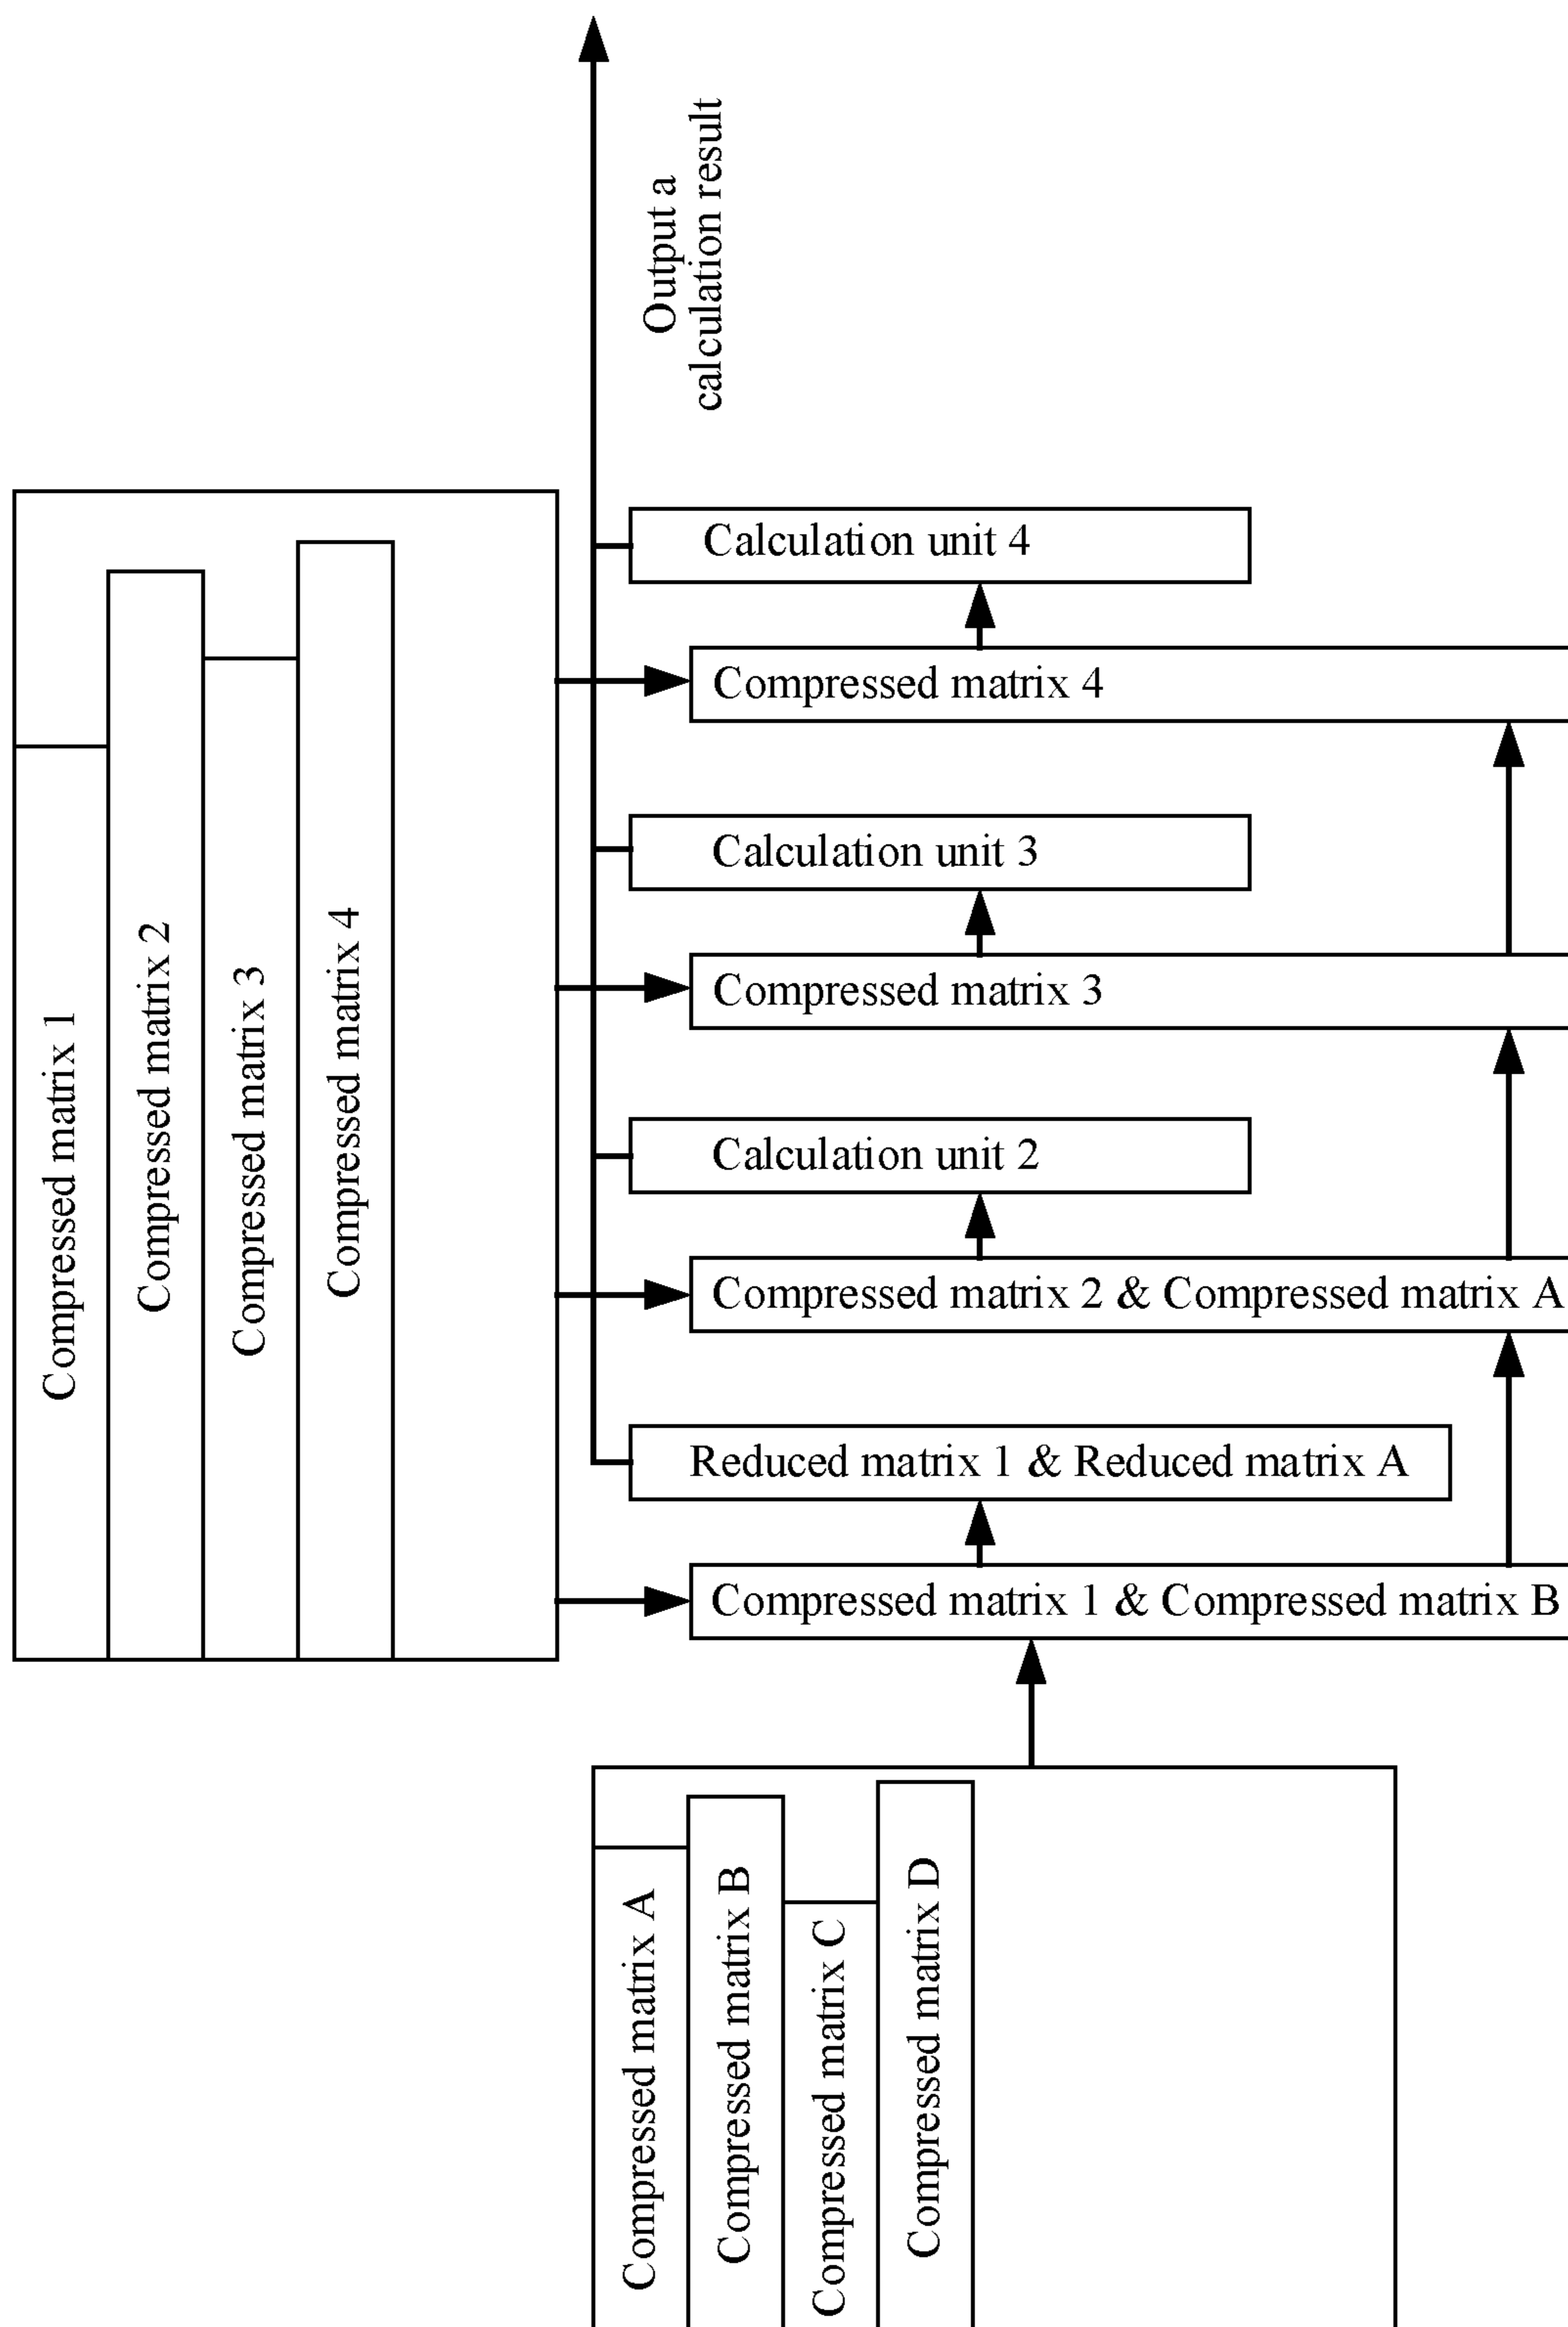 Output a
calculation result
Compressed matrix 1
Compressed matrix 2
Compressed matrix 3
Compressed matrix 4
Calculation unit 4
Compressed matrix 4
Calculation unit 3
Compressed matrix 3
Calculation unit 2
Compressed matrix 2 & Compressed matrix A
Reduced matrix 1 & Reduced matrix A
Compressed matrix 1 & Compressed matrix B
Compressed matrix A
Compressed matrix B
Compressed matrix C
Compressed matrix D